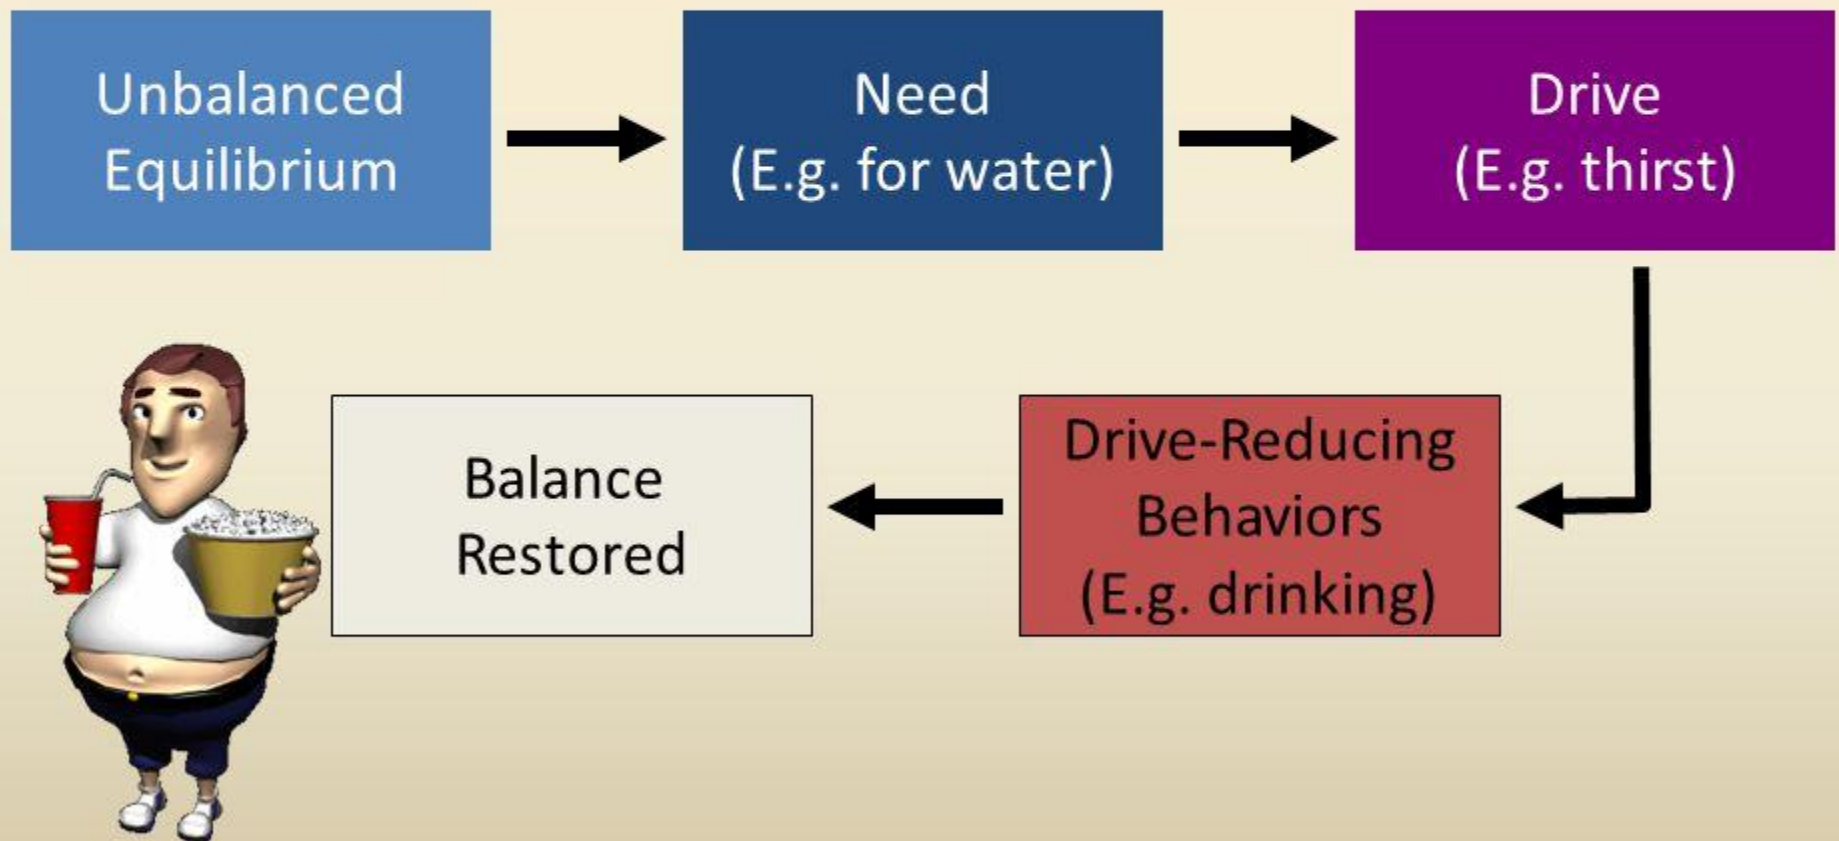 Unbalanced
Equilibrium
Need
(E.g. for water)
Drive
(E.g. thirst)
Drive-Reducing
Behaviors
(E.g. drinking)
Balance
Restored